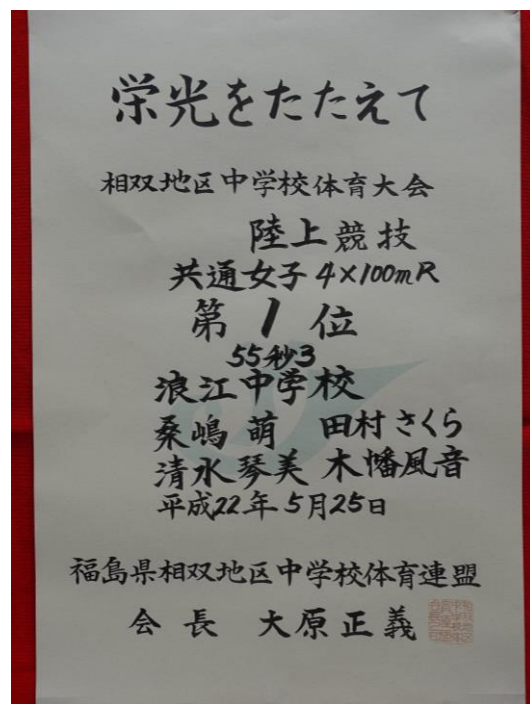 栄光をたたえて
相双地区中学校体育大会
陸上競技
共通女子4×100mR
第1位
55秒3
浪江中学校
桑嶋 萌 田村さくら
清水琴美 木幡風音
平成22年5月25日
福島県相双地区中学校体育連盟
会長 大原正義